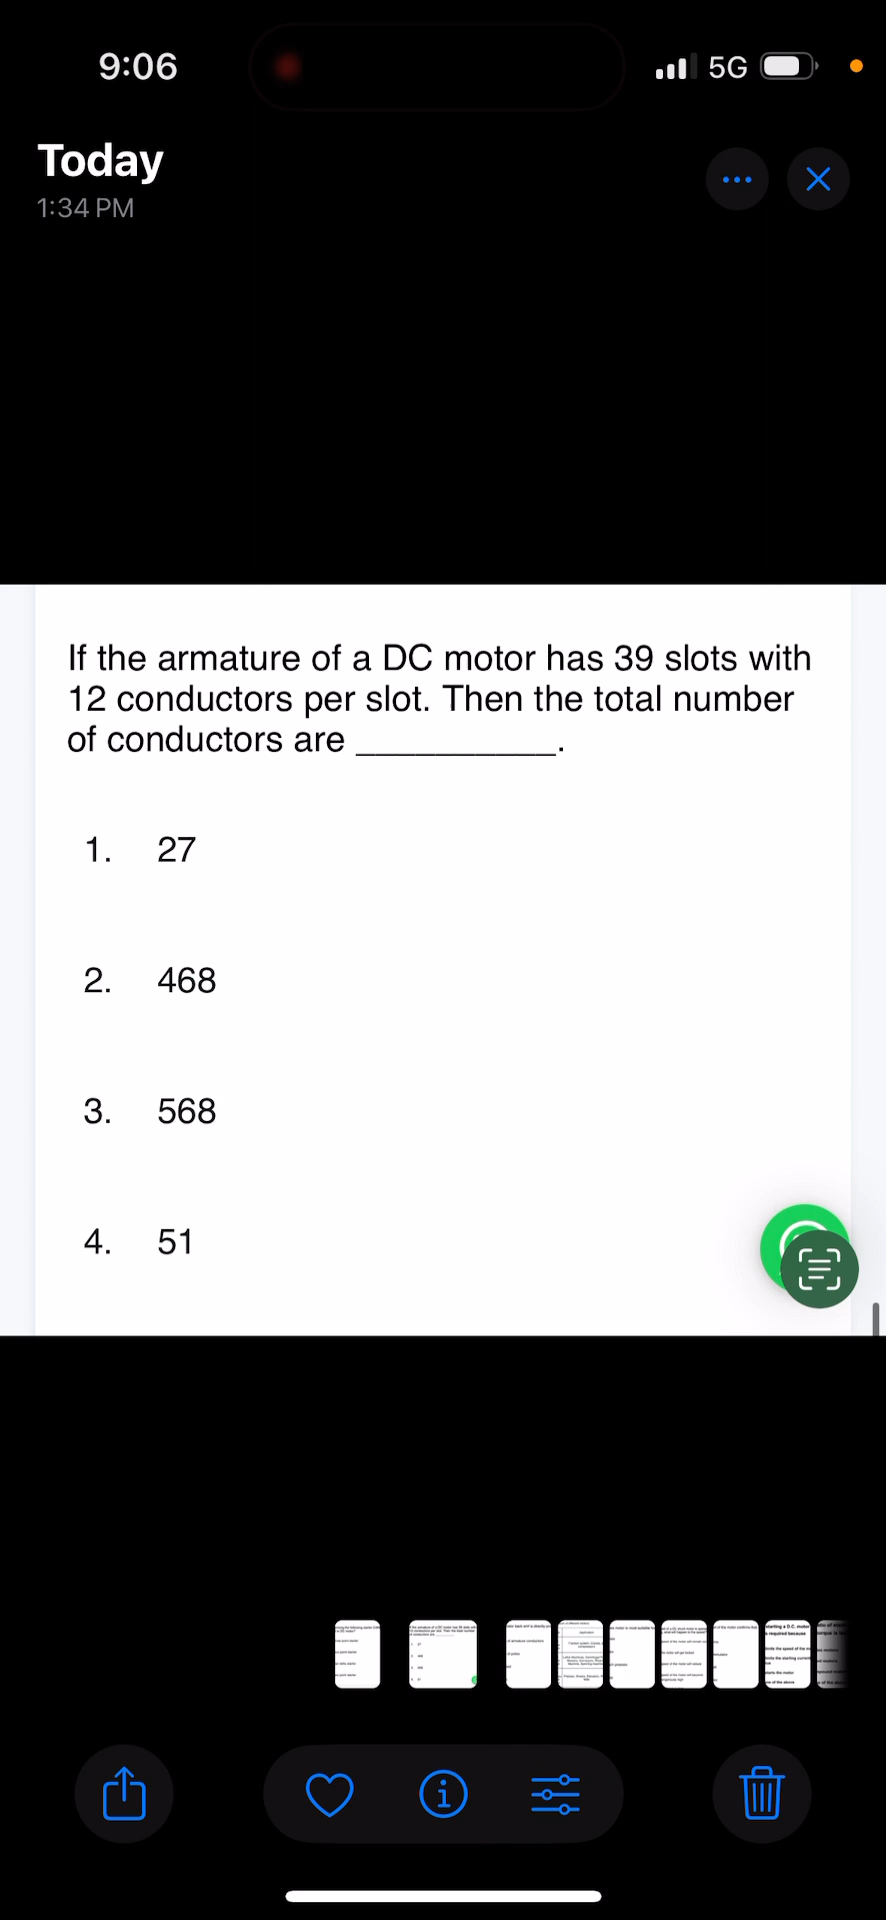 9:06
5G
Today
1:34 PM
If the armature of a DC motor has 39 slots with
12 conductors per slot. Then the total number
of conductors are __________.
1. 27
2. 468
3. 568
4. 51